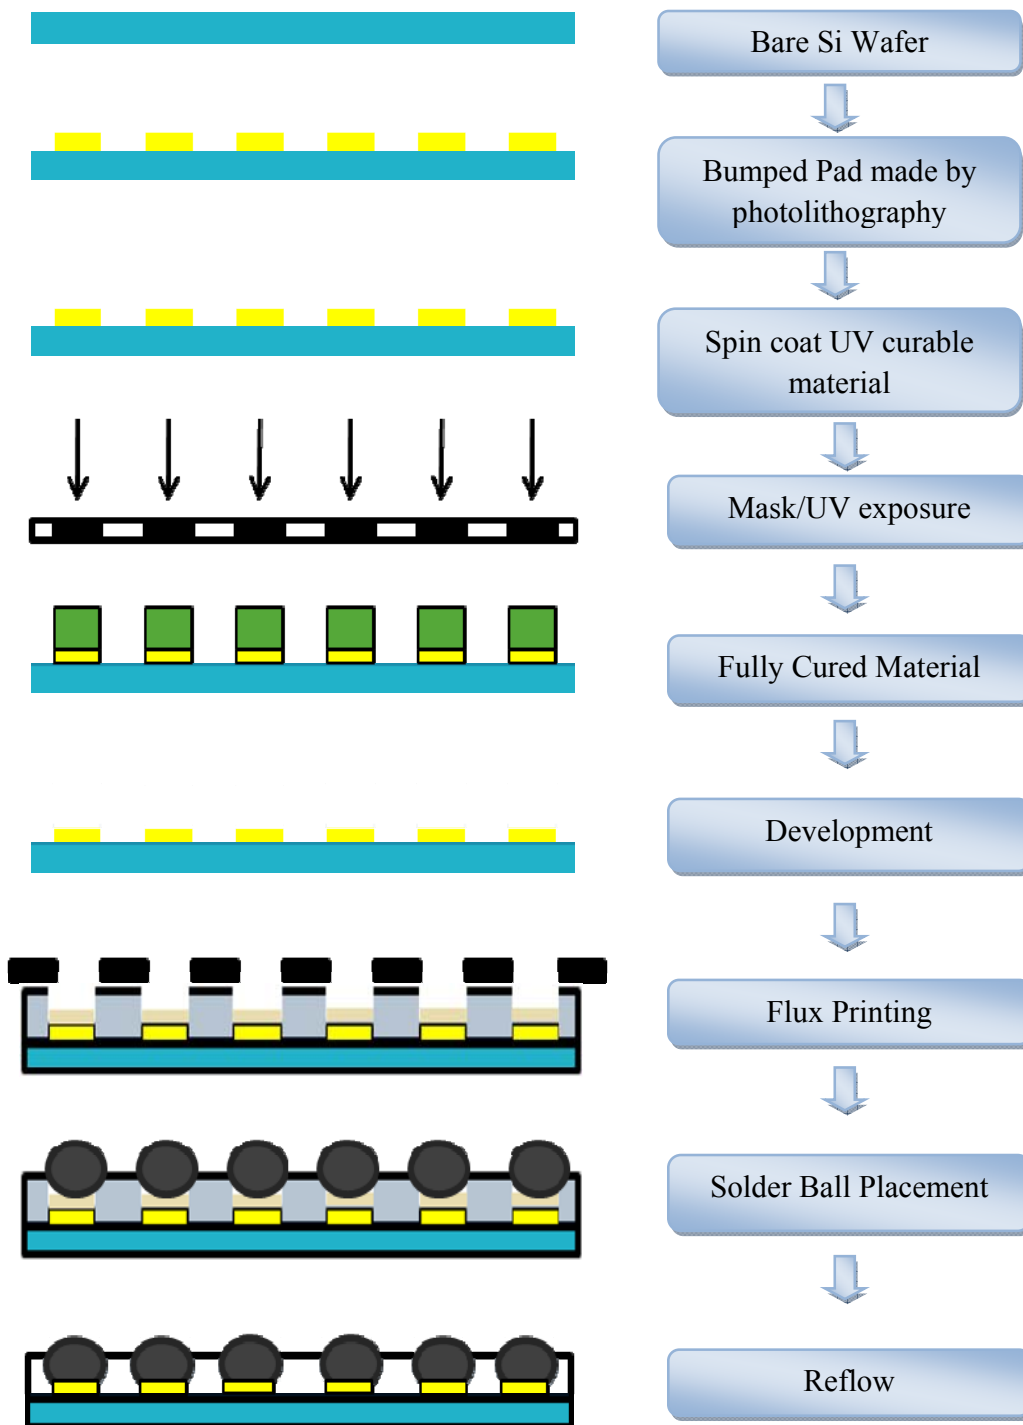 Bare Si Wafer
Bumped Pad made by
photolithography
Spin coat UV curable
material
Mask/UV exposure
Fully Cured Material
Development
Flux Printing
Solder Ball Placement
Reflow